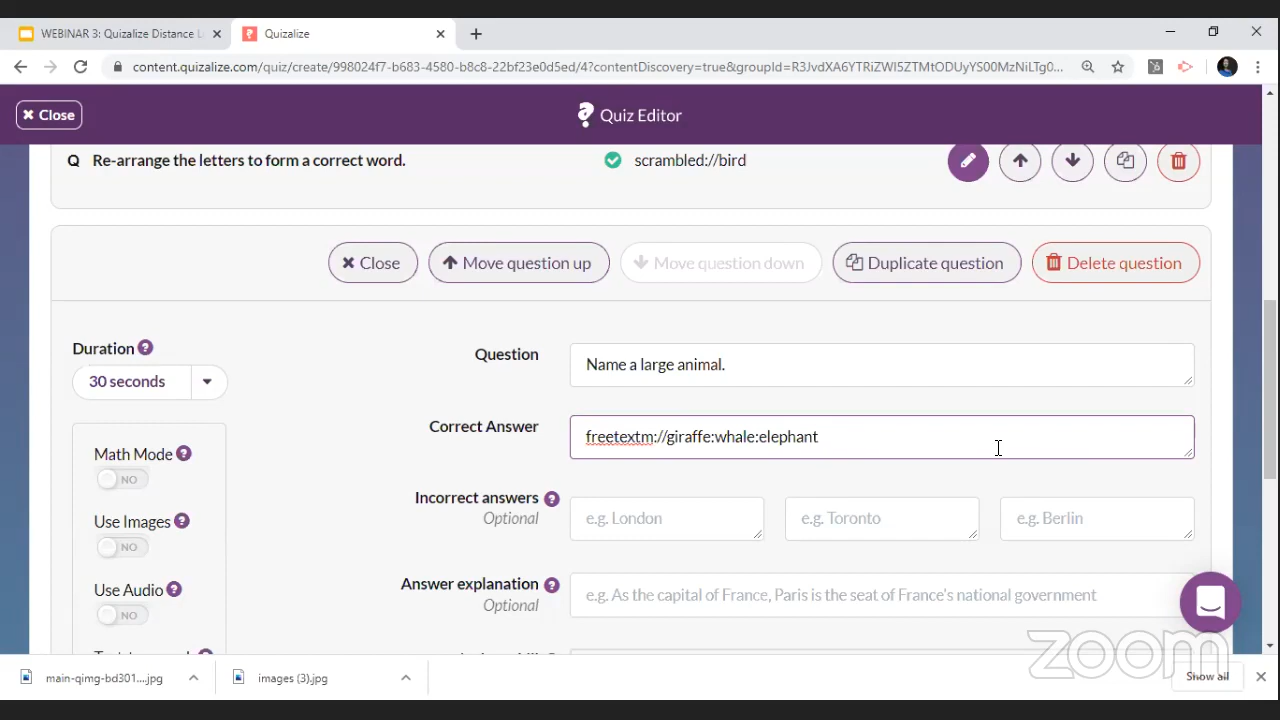 WEBINAR 3: Quizalize Distance L
Quizalize
content.quizalize.com/quiz/create/998024f7-b683-4580-b8c8-22bf23e0d5ed/4?contentDiscovery=true&groupId=R3JvdXA6YTRiZWI5ZTMtODUyYS00MzNiLTg0...
Close
Quiz Editor
Q Re-arrange the letters to form a correct word.
scrambled://bird
Close
Move question up
Move question down
Duplicate question
Delete question
Duration ?
30 seconds
Question
Name a large animal.
Correct Answer
freetextm://giraffe:whale:elephant
Math Mode ?
NO
Incorrect answers ?
Optional
e.g. London
e.g. Toronto
e.g. Berlin
Use Images ?
NO
Use Audio ?
NO
Answer explanation ?
Optional
e.g. As the capital of France, Paris is the seat of France's national government
zoom
main-qimg-bd301....jpg
images (3).jpg
Show all